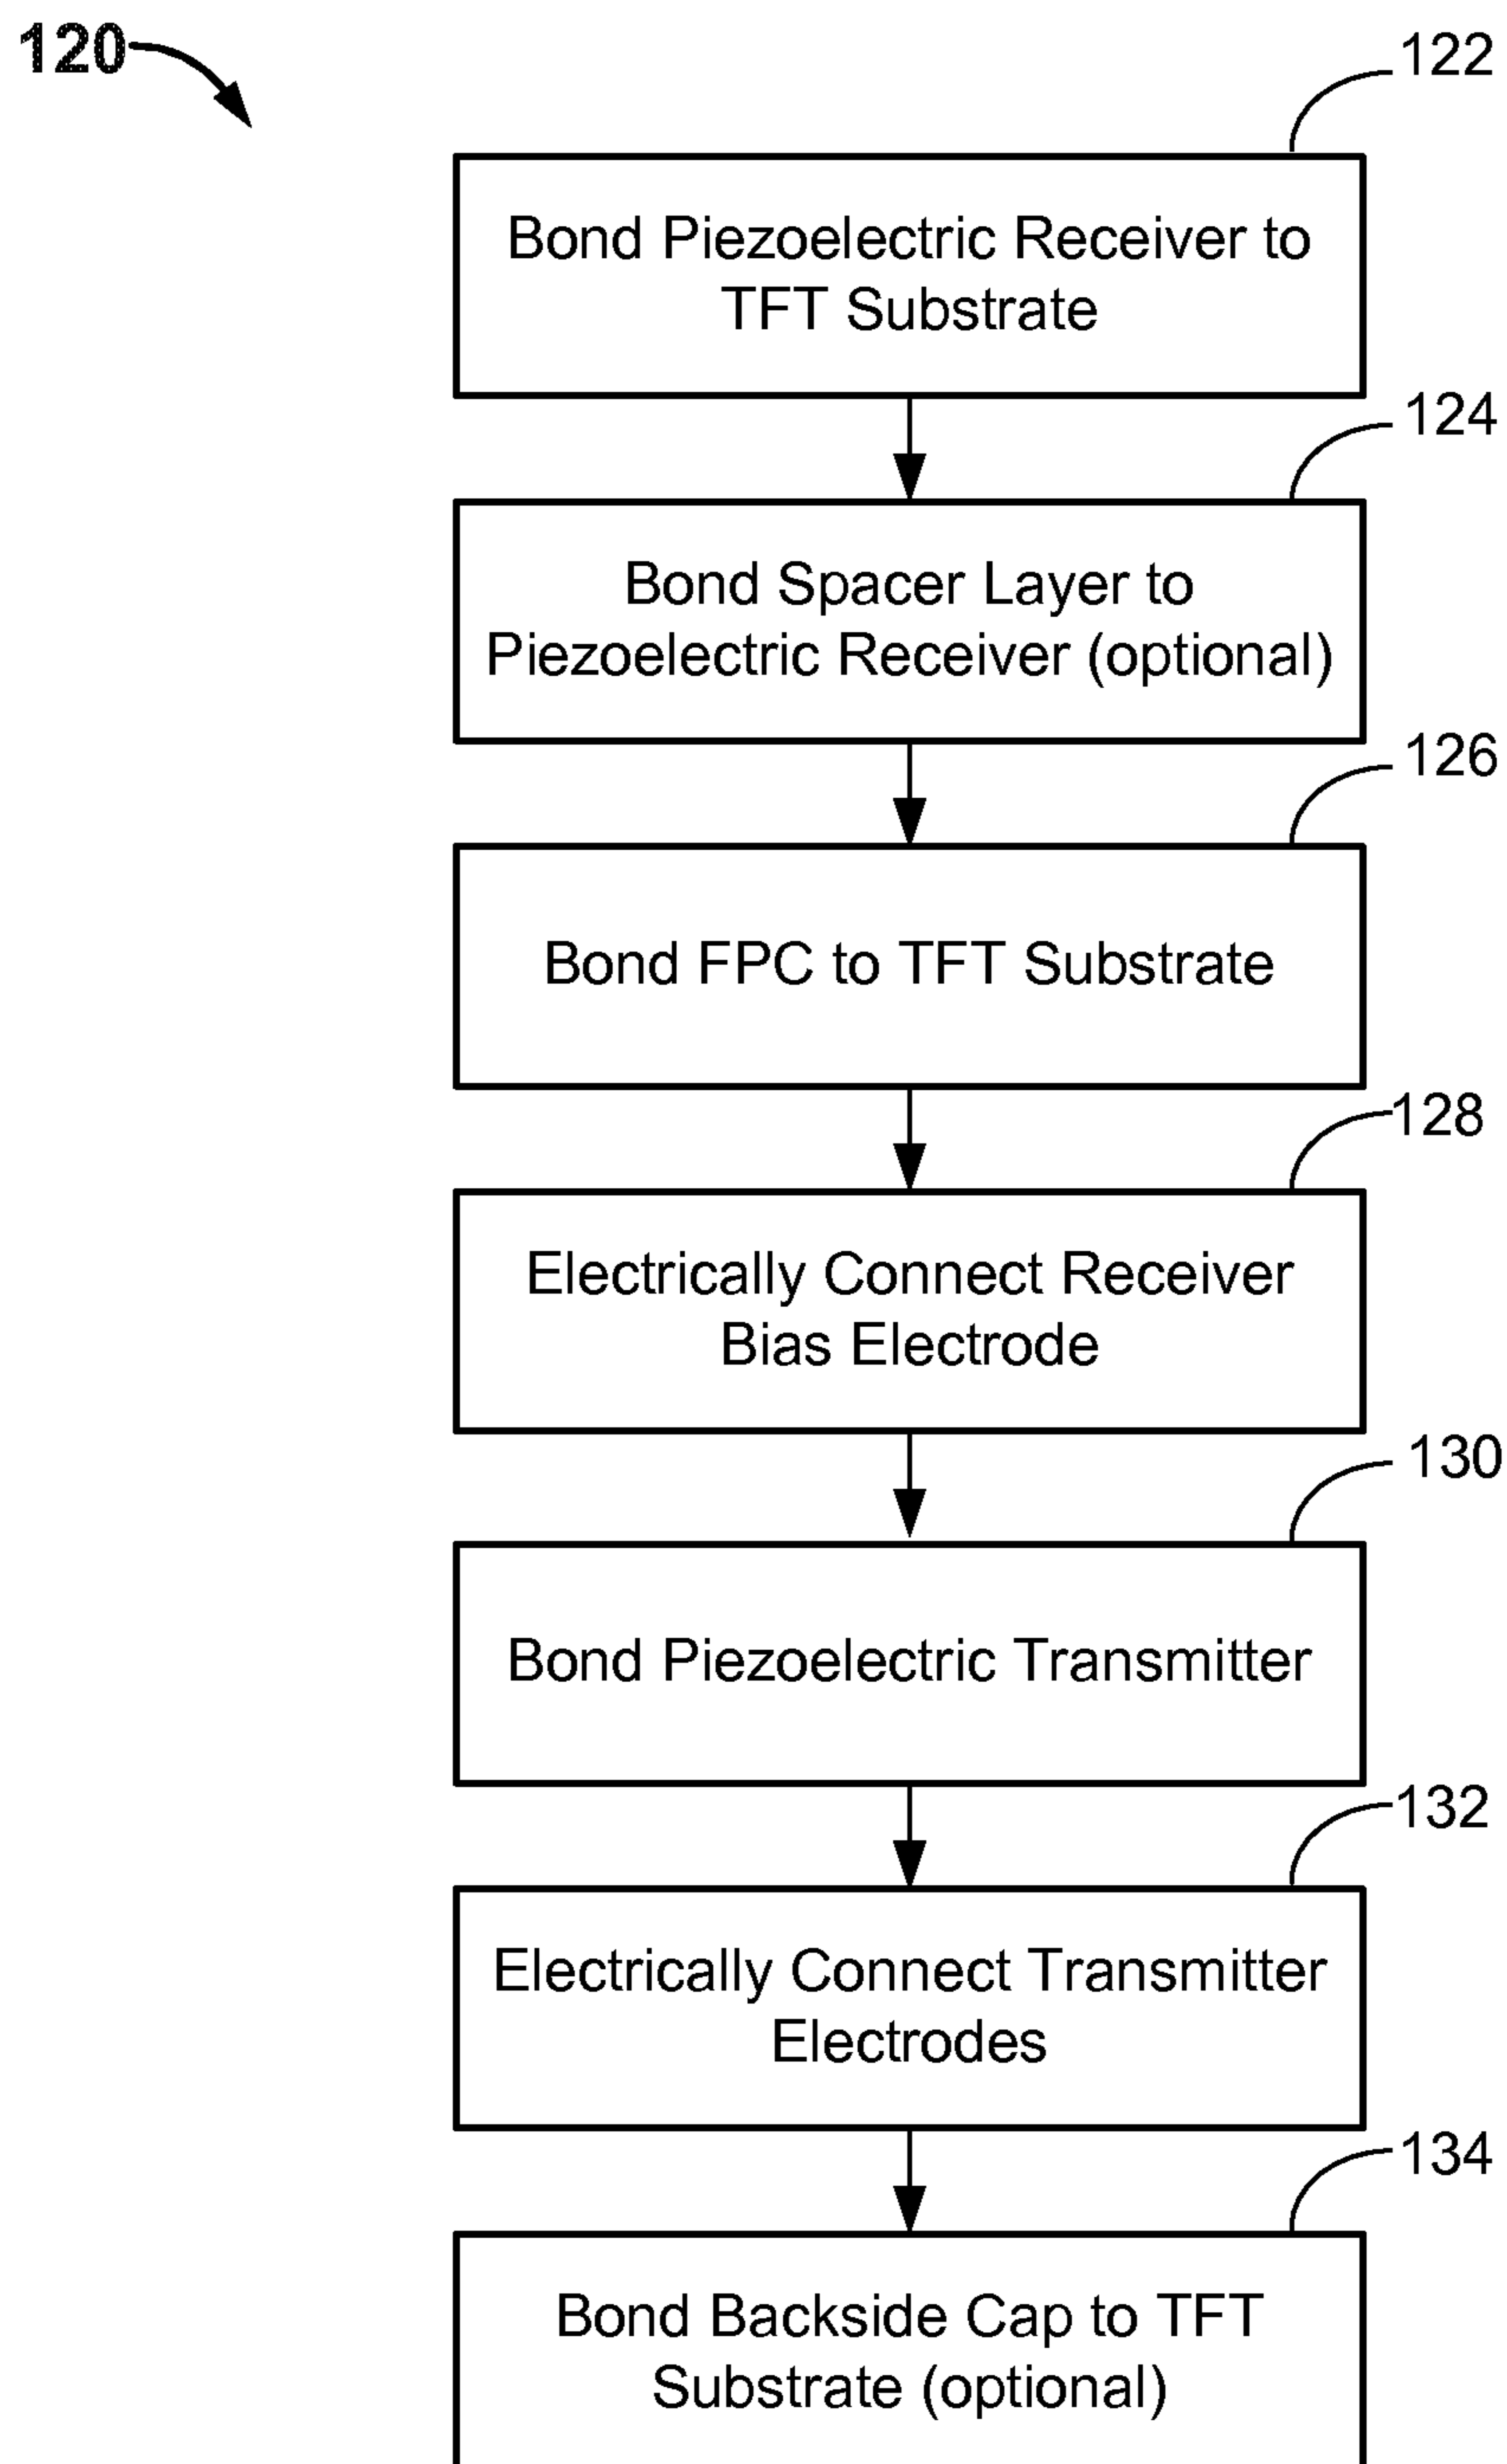 120
122
Bond Piezoelectric Receiver to
TFT Substrate
124
Bond Spacer Layer to
Piezoelectric Receiver (optional)
126
Bond FPC to TFT Substrate
128
Electrically Connect Receiver
Bias Electrode
130
Bond Piezoelectric Transmitter
132
Electrically Connect Transmitter
Electrodes
134
Bond Backside Cap to TFT
Substrate (optional)